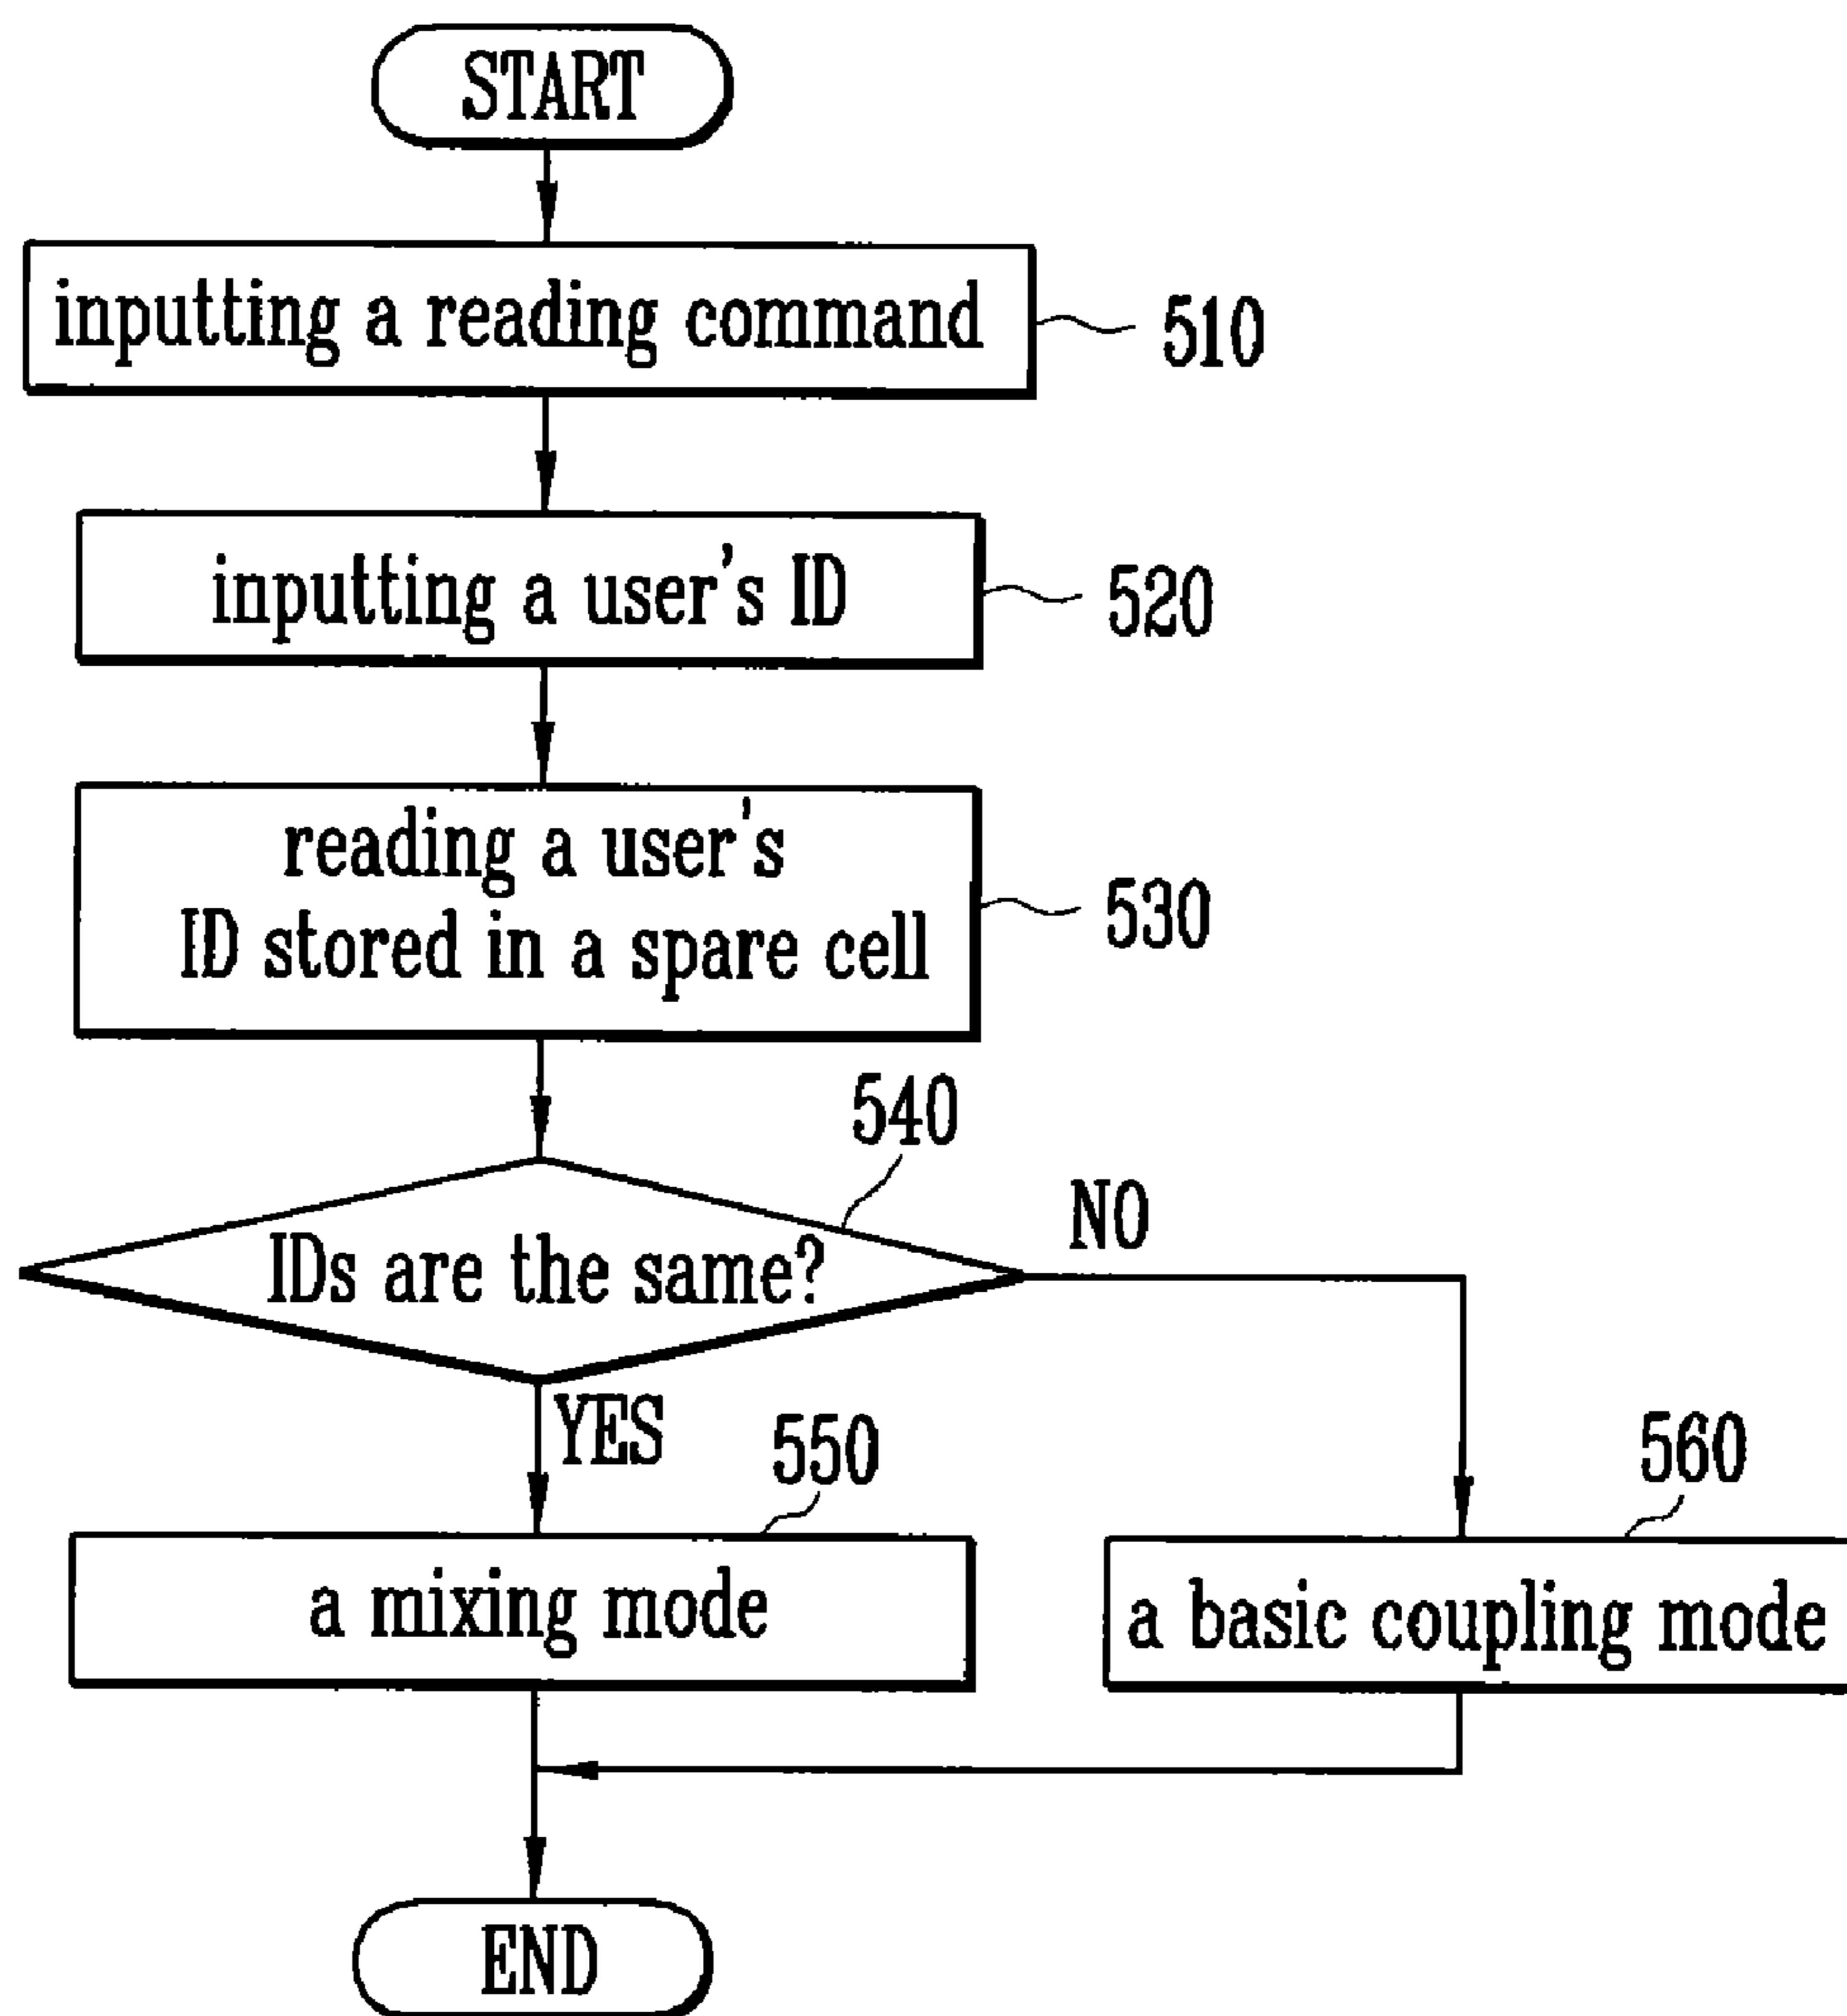 START
inputting a reading command
510
inputting a user's ID
520
reading a user's
ID stored in a spare cell
530
540
IDs are the same?
NO
YES
550
560
a mixing mode
a basic coupling mode
END